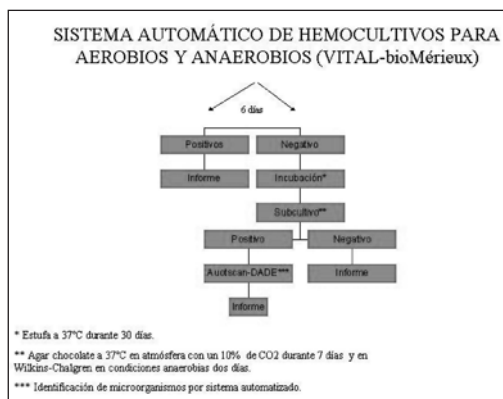 SISTEMA AUTOMÁTICO DE HEMOCULTIVOS PARA
AEROBIOS Y ANAEROBIOS (VITAL-bioMérieux)
6 días
Positivos Negativo
Informe Incubación*
Subcultivo**
Positivo Negativo
Auotscan-DADE*** Informe
Informe
* Estufa a 37ºC durante 30 días.
** Agar chocolate a 37ºC en atmósfera con un 10% de CO2 durante 7 días y en
Wilkins-Chalgren en condiciones anaerobias dos días.
*** Identificación de microorganismos por sistema automatizado.